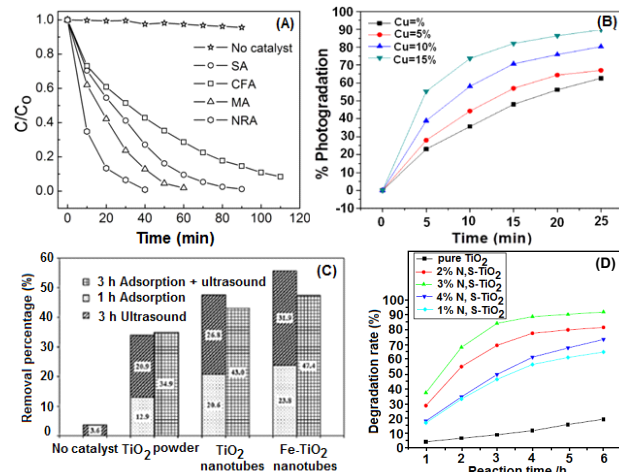 (A)
No catalyst
SA
CFA
MA
NRA
C/Co
1.0
0.8
0.6
0.4
0.2
0.0
0 20 40 60 80 100 120
Time (min)
(B)
Cu=%
Cu=5%
Cu=10%
Cu=15%
% Photogradation
100
90
80
70
60
50
40
30
20
10
0
-10
0 5 10 15 20 25
Time (min)
(C)
3 h Adsorption + ultrasound
1 h Adsorption
3 h Ultrasound
Removal percentage (%)
60
50
40
30
20
10
0
3.6
20.9
12.9
34.9
26.8
20.6
43.0
23.8
47.4
No catalyst TiO2 powder TiO2 Fe-TiO2
nanotubes nanotubes
(D)
pure TiO2
2% N, S-TiO2
3% N, S-TiO2
4% N, S-TiO2
1% N, S-TiO2
Degradation rate (%)
100
90
80
70
60
50
40
30
20
10
0
1 2 3 4 5 6
Reaction time /h